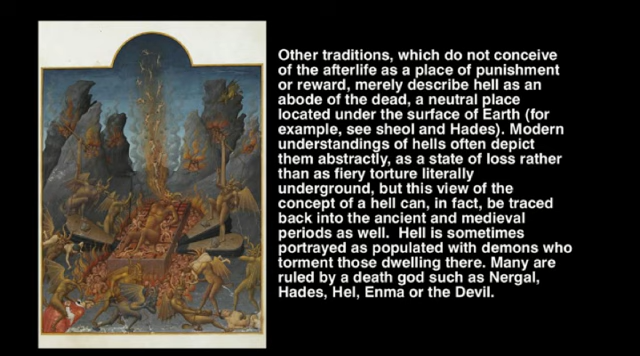 Other traditions, which do not conceive
of the afterlife as a place of punishment
or reward, merely describe hell as an
abode of the dead, a neutral place
located under the surface of Earth (for
example, see sheol and Hades). Modern
understandings of hells often depict
them abstractly, as a state of loss rather
than as fiery torture literally
underground, but this view of the
concept of a hell can, in fact, be traced
back into the ancient and medieval
periods as well.  Hell is sometimes
portrayed as populated with demons who
torment those dwelling there. Many are
ruled by a death god such as Nergal,
Hades, Hel, Enma or the Devil.